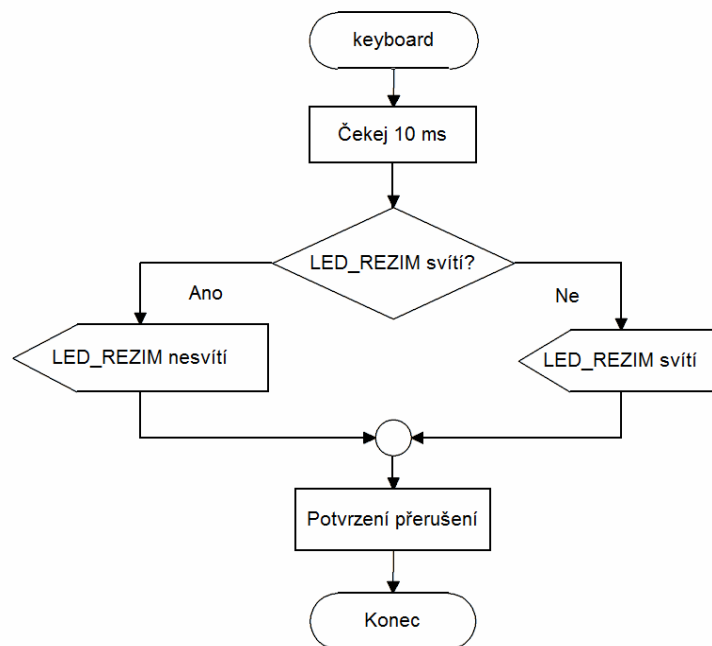 keyboard
Čekej 10 ms
LED_REZIM svítí?
Ano
Ne
LED_REZIM nesvítí
LED_REZIM svítí
Potvrzení přerušení
Konec